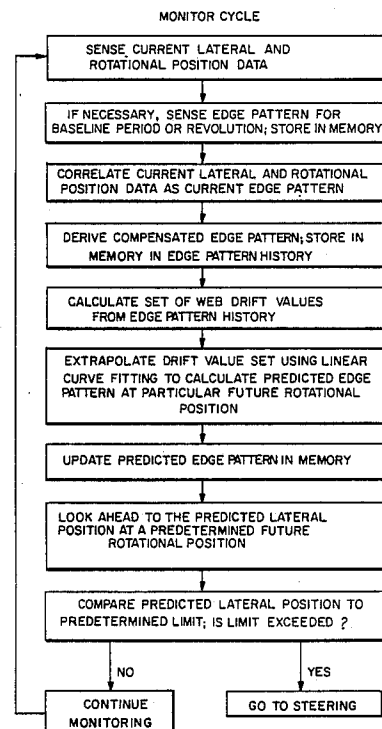 MONITOR CYCLE
SENSE CURRENT LATERAL AND
ROTATIONAL POSITION DATA
IF NECESSARY, SENSE EDGE PATTERN FOR
BASELINE PERIOD OR REVOLUTION; STORE IN MEMORY
CORRELATE CURRENT LATERAL AND ROTATIONAL
POSITION DATA AS CURRENT EDGE PATTERN
DERIVE COMPENSATED EDGE PATTERN; STORE IN
MEMORY IN EDGE PATTERN HISTORY
CALCULATE SET OF WEB DRIFT VALUES
FROM EDGE PATTERN HISTORY
EXTRAPOLATE DRIFT VALUE SET USING LINEAR
CURVE FITTING TO CALCULATE PREDICTED EDGE
PATTERN AT PARTICULAR FUTURE ROTATIONAL
POSITION
UPDATE PREDICTED EDGE PATTERN IN MEMORY
LOOK AHEAD TO THE PREDICTED LATERAL
POSITION AT A PREDETERMINED FUTURE
ROTATIONAL POSITION
COMPARE PREDICTED LATERAL POSITION TO
PREDETERMINED LIMIT; IS LIMIT EXCEEDED ?
NO
YES
CONTINUE
MONITORING
GO TO STEERING